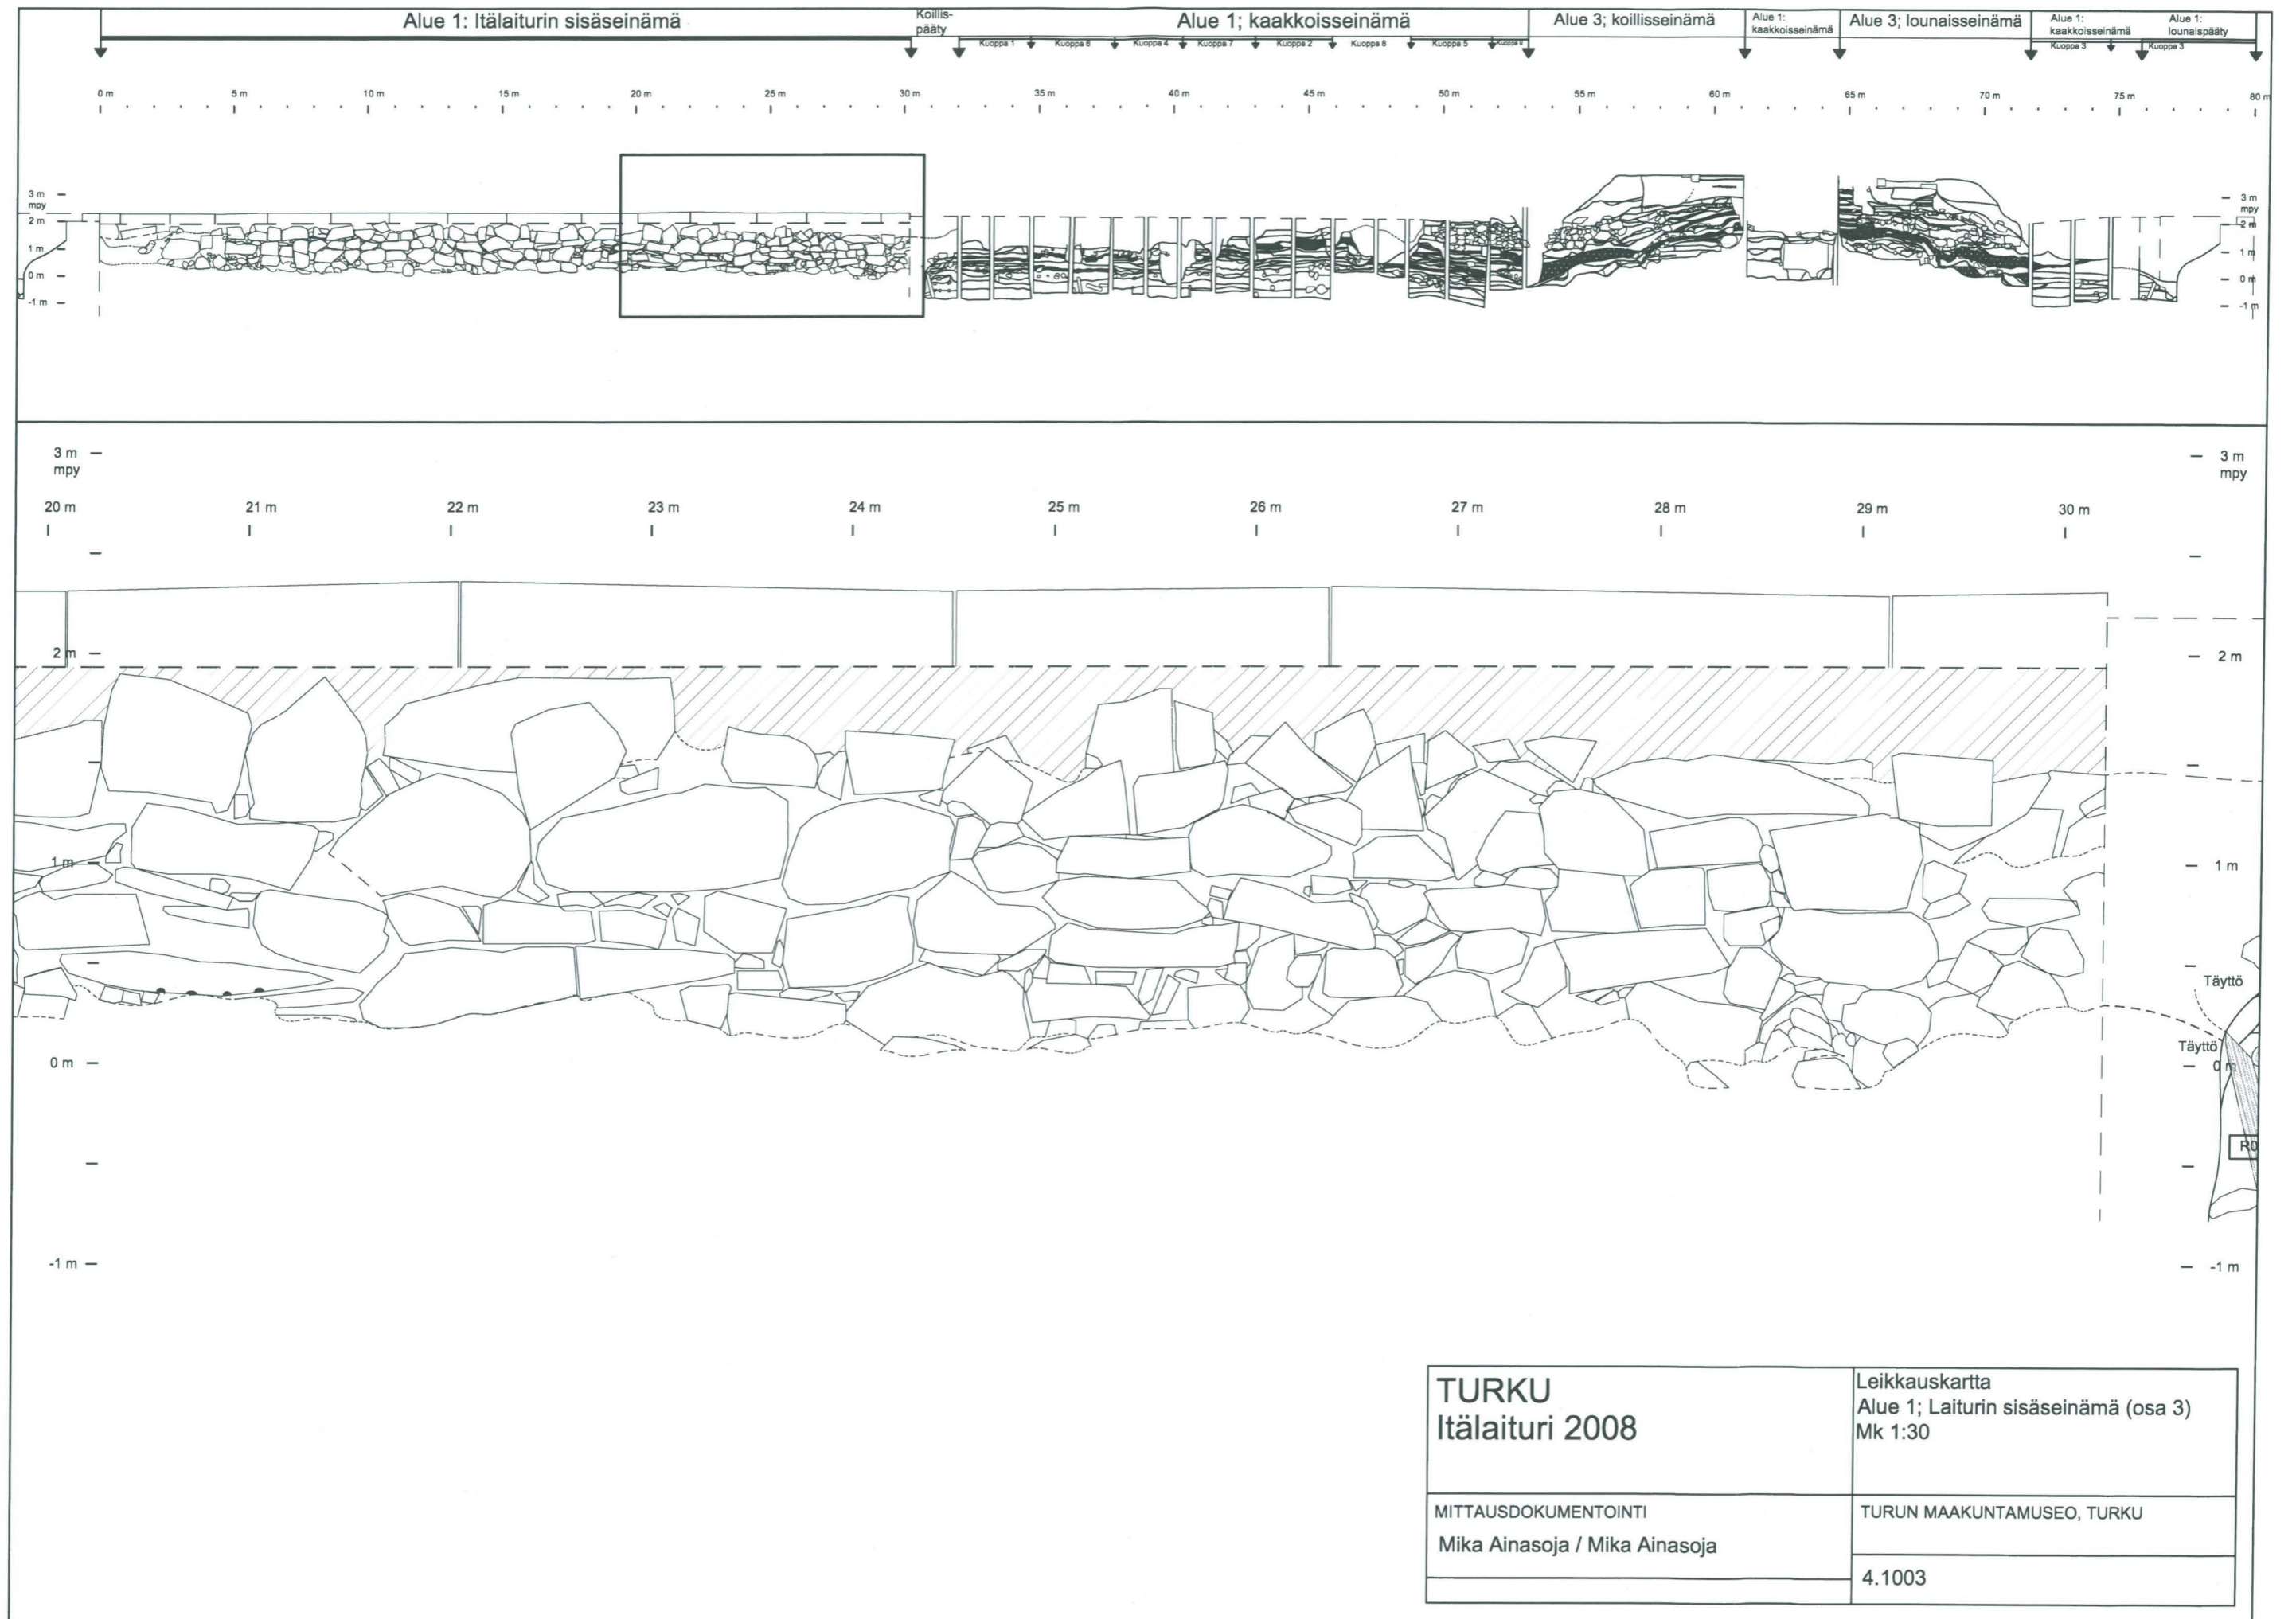 Alue 1: Itälaiturin sisäseinämä
Koillis-
pääty
Alue 1; kaakkoisseinämä
Alue 3; koillisseinämä
Alue 1:
kaakkoisseinämä
Alue 3; lounaisseinämä
Alue 1:
kaakkoisseinämä
Alue 1:
lounaispääty
Kuoppa 1 Kuoppa 6 Kuoppa 4 Kuoppa 7 Kuoppa 2 Kuoppa 8 Kuoppa 5 Kuoppa 3 Kuoppa 3
0 m 5 m 10 m 15 m 20 m 25 m 30 m 35 m 40 m 45 m 50 m 55 m 60 m 65 m 70 m 75 m 80 m
3 m
mpy
2 m
1 m
0 m
-1 m
3 m
mpy
2 m
1 m
0 m
-1 m
3 m
mpy
3 m
mpy
20 m 21 m 22 m 23 m 24 m 25 m 26 m 27 m 28 m 29 m 30 m
2 m
2 m
1 m
1 m
Täyttö
Täyttö
0 m
0 m
R0
-1 m
-1 m
TURKU
Itälaituri 2008
Leikkauskartta
Alue 1; Laiturin sisäseinämä (osa 3)
Mk 1:30
MITTAUSDOKUMENTOINTI
Mika Ainasoja / Mika Ainasoja
TURUN MAAKUNTAMUSEO, TURKU
4.1003